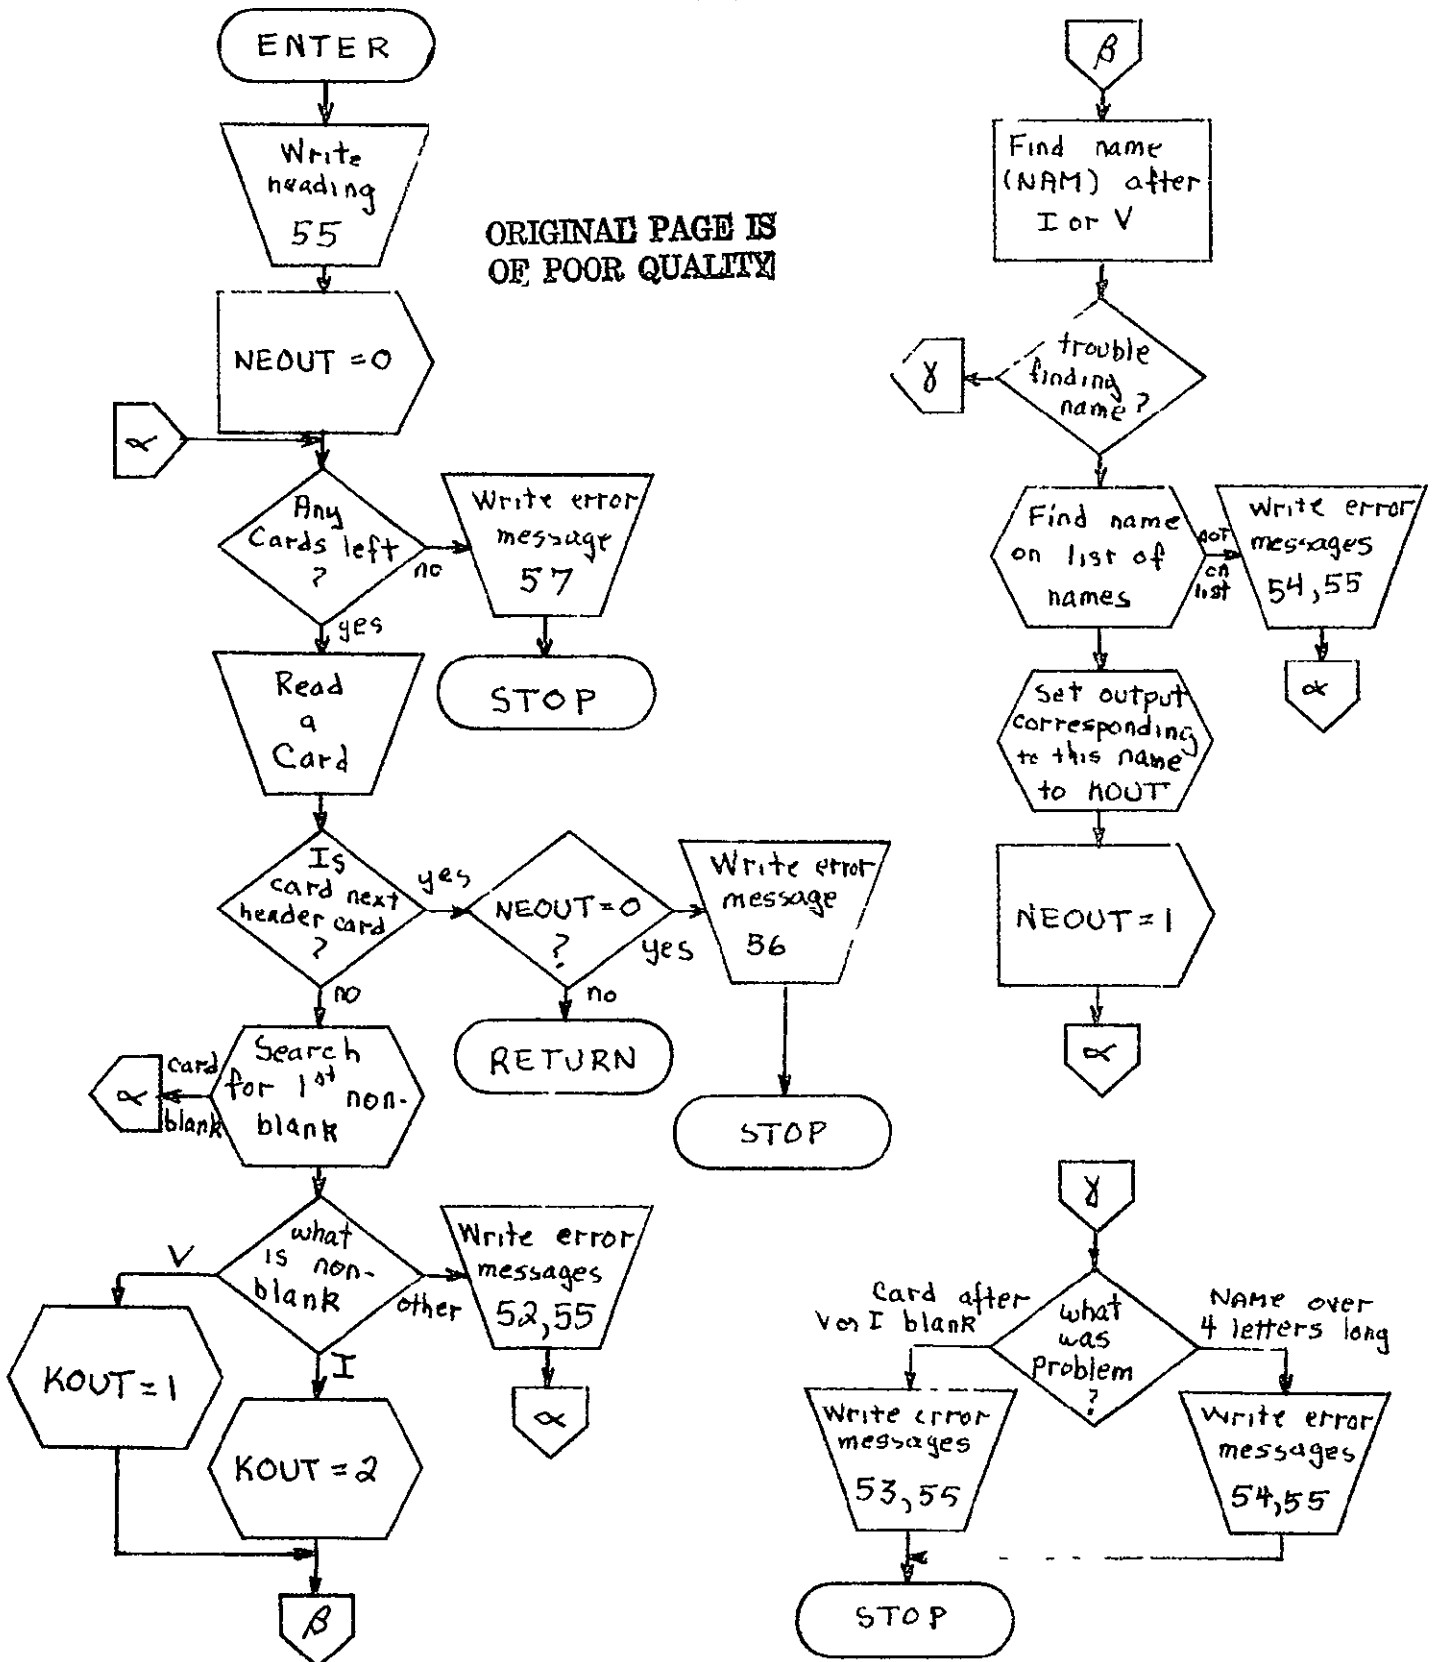 ENTER
Write
heading
55
ORIGINAL PAGE IS
OF POOR QUALITY
NEOUT = 0
α
Any
Cards left
?
no
yes
Write error
message
57
STOP
Read
a
Card
Is
card next
header card
?
yes
no
NEOUT = 0
?
yes
no
Write error
message
56
RETURN
STOP
Search
for 1st non-
blank
card
blank
α
what
is non-
blank
V
other
I
Write error
messages
52,55
α
KOUT = 1
KOUT = 2
β
β
Find name
(NAM) after
I or V
trouble
finding
name?
γ
Find name
on list of
names
not
on
list
Write error
messages
54,55
α
Set output
corresponding
to this name
to KOUT
NEOUT = 1
α
γ
what
was
problem
?
Card after
V or I blank
NAME over
4 letters long
Write error
messages
53,55
Write error
messages
54,55
STOP